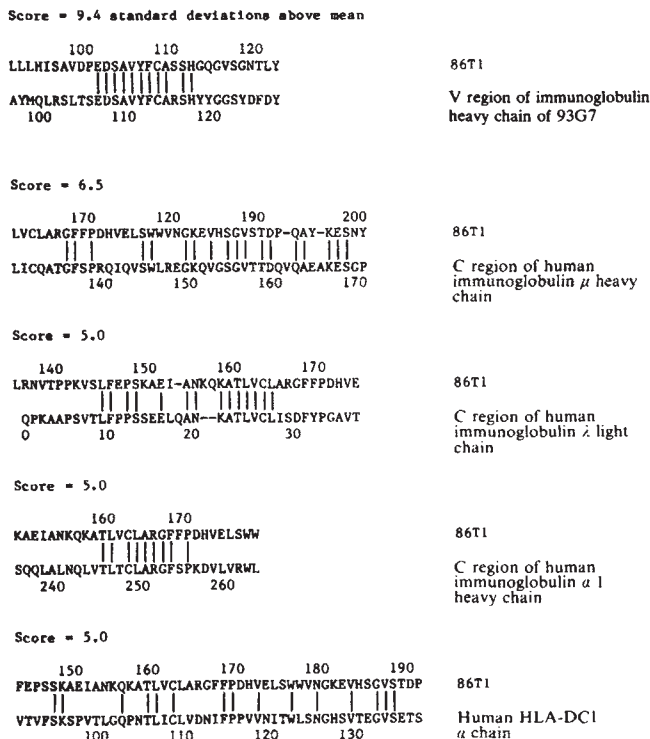 Score = 9.4 standard deviations above mean
100 110 120
LLLHISAVDPEDSAVYFCASSHGQGVSGNTLY 86T1
AYMQLRSLTSEDSAVYFCARSHYYGGSYDFDY V region of immunoglobulin
100 110 120 heavy chain of 93G7
Score = 6.5
170 120 190 200
LVCLARGFFPDHVELSWWVNGKEVHSGVSTDP-QAY-KESNY 86T1
LICQATGFSPRQIQVSWLREGKQVGSGVTTDQVQAEAKESGP C region of human
140 150 160 170 immunoglobulin μ heavy
chain
Score = 5.0
140 150 160 170
LRNVTPPKVSLFEPSKAEI-ANKQKATLVCLARGFFPDHVE 86T1
QPKAAPSVTLFPPSSEELQAN--KATLVCLISDFYPGAVT C region of human
0 10 20 30 immunoglobulin λ light
chain
Score = 5.0
160 170
KAEIANKQKATLVCLARGFFPDHVELSWW 86T1
SQQLALNQLVTLTCLARGFSPKDVLVRWL C region of human
240 250 260 immunoglobulin α 1
heavy chain
Score = 5.0
150 160 170 180 190
FEPSSKAEIANKQKATLVCLARGFFPDHVELSWWVNGKEVHSGVSTDP 86T1
VTVFSKSPVTLGQPNTLICLVDNIFPPVVNITWLSNGHSVTEGVSETS Human HLA-DC1
100 110 120 130 α chain